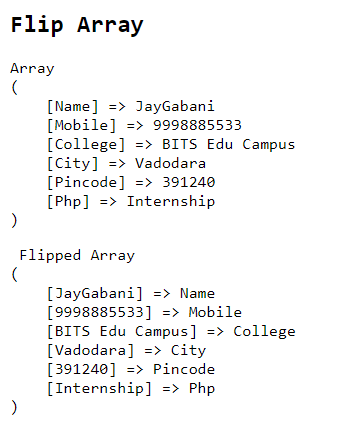 Flip Array
Array
(
    [Name] => JayGabani
    [Mobile] => 9998885533
    [College] => BITS Edu Campus
    [City] => Vadodara
    [Pincode] => 391240
    [Php] => Internship
)
 Flipped Array
(
    [JayGabani] => Name
    [9998885533] => Mobile
    [BITS Edu Campus] => College
    [Vadodara] => City
    [391240] => Pincode
    [Internship] => Php
)